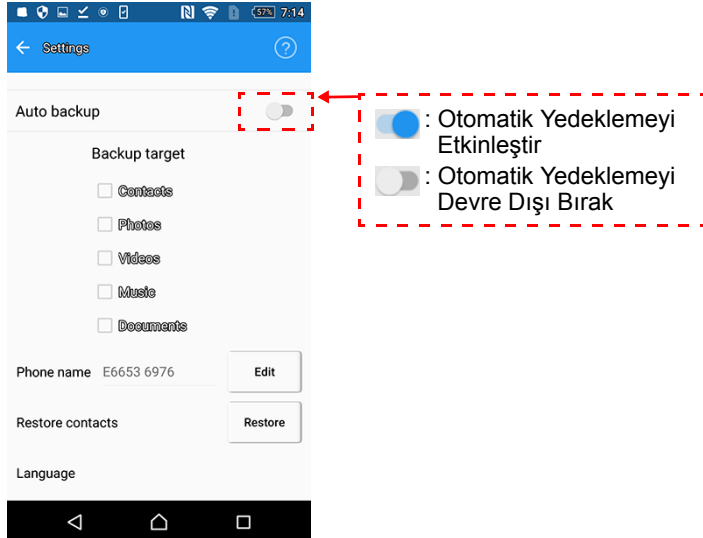 57% 7:14
Settings
?
Auto backup
Backup target
Contacts
Photos
Videos
Music
Documents
Phone name E6653 6976 Edit
Restore contacts Restore
Language
: Otomatik Yedeklemeyi
Etkinleştir
: Otomatik Yedeklemeyi
Devre Dışı Bırak